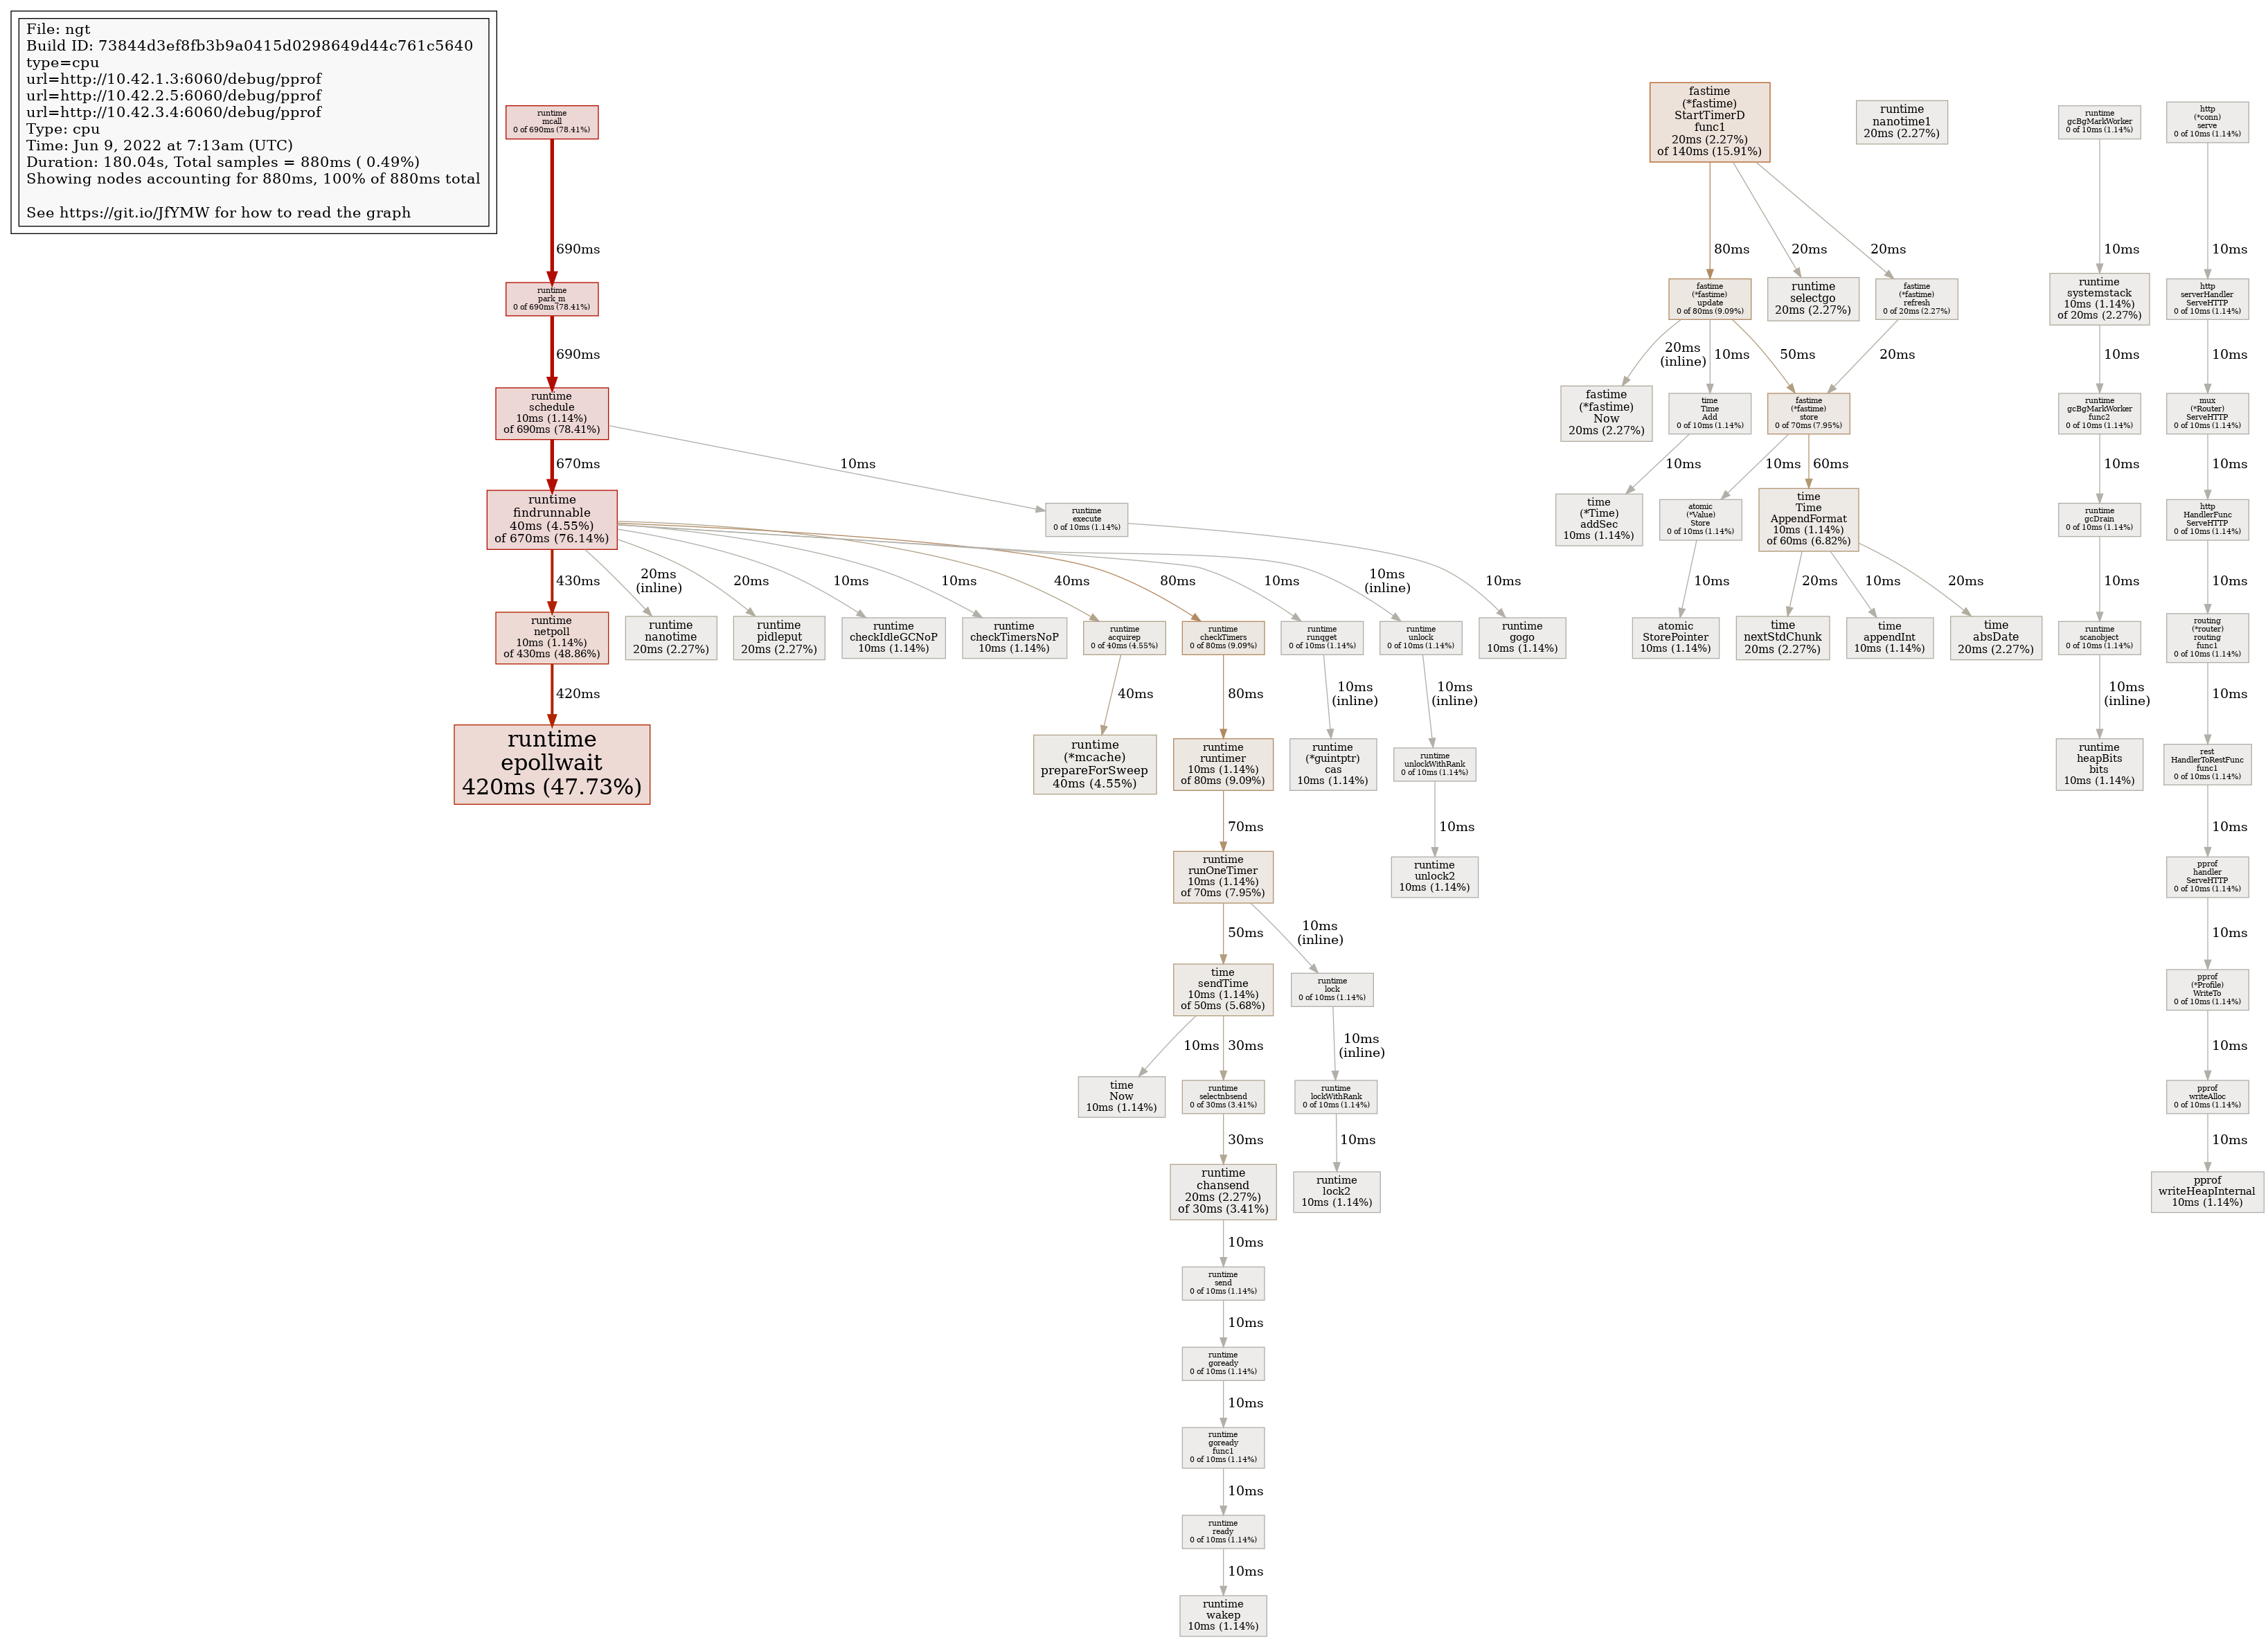 File: ngt
Build ID: 73844d3ef8fb3b9a0415d0298649d44c761c5640
type=cpu
url=http://10.42.1.3:6060/debug/pprof
url=http://10.42.2.5:6060/debug/pprof
url=http://10.42.3.4:6060/debug/pprof
Type: cpu
Time: Jun 9, 2022 at 7:13am (UTC)
Duration: 180.04s, Total samples = 880ms ( 0.49%)
Showing nodes accounting for 880ms, 100% of 880ms total
See https://git.io/JfYMW for how to read the graph
runtime
mcall
0 of 690ms (78.41%)
690ms
runtime
park_m
0 of 690ms (78.41%)
690ms
runtime
schedule
10ms (1.14%)
of 690ms (78.41%)
670ms
10ms
runtime
findrunnable
40ms (4.55%)
of 670ms (76.14%)
runtime
execute
0 of 10ms (1.14%)
430ms
20ms
(inline)
20ms
10ms
10ms
40ms
80ms
10ms
10ms
(inline)
10ms
runtime
netpoll
10ms (1.14%)
of 430ms (48.86%)
runtime
nanotime
20ms (2.27%)
runtime
pidleput
20ms (2.27%)
runtime
checkIdleGCNoP
10ms (1.14%)
runtime
checkTimersNoP
10ms (1.14%)
runtime
acquirep
0 of 40ms (4.55%)
runtime
checkTimers
0 of 80ms (9.09%)
runtime
runqget
0 of 10ms (1.14%)
runtime
unlock
0 of 10ms (1.14%)
runtime
gogo
10ms (1.14%)
420ms
40ms
80ms
10ms
(inline)
10ms
(inline)
runtime
epollwait
420ms (47.73%)
runtime
(*mcache)
prepareForSweep
40ms (4.55%)
runtime
runtimer
10ms (1.14%)
of 80ms (9.09%)
runtime
(*guintptr)
cas
10ms (1.14%)
runtime
unlockWithRank
0 of 10ms (1.14%)
70ms
10ms
runtime
runOneTimer
10ms (1.14%)
of 70ms (7.95%)
runtime
unlock2
10ms (1.14%)
50ms
10ms
(inline)
time
sendTime
10ms (1.14%)
of 50ms (5.68%)
runtime
lock
0 of 10ms (1.14%)
10ms
30ms
10ms
(inline)
time
Now
10ms (1.14%)
runtime
selectnbsend
0 of 30ms (3.41%)
runtime
lockWithRank
0 of 10ms (1.14%)
30ms
10ms
runtime
chansend
20ms (2.27%)
of 30ms (3.41%)
runtime
lock2
10ms (1.14%)
10ms
runtime
send
0 of 10ms (1.14%)
10ms
runtime
goready
0 of 10ms (1.14%)
10ms
runtime
goready
func1
0 of 10ms (1.14%)
10ms
runtime
ready
0 of 10ms (1.14%)
10ms
runtime
wakep
10ms (1.14%)
fastime
(*fastime)
StartTimerD
func1
20ms (2.27%)
of 140ms (15.91%)
80ms
20ms
20ms
fastime
(*fastime)
update
0 of 80ms (9.09%)
runtime
selectgo
20ms (2.27%)
fastime
(*fastime)
refresh
0 of 20ms (2.27%)
20ms
(inline)
10ms
50ms
20ms
fastime
(*fastime)
Now
20ms (2.27%)
time
Time
Add
0 of 10ms (1.14%)
fastime
(*fastime)
store
0 of 70ms (7.95%)
10ms
10ms
60ms
time
(*Time)
addSec
10ms (1.14%)
atomic
(*Value)
Store
0 of 10ms (1.14%)
time
Time
AppendFormat
10ms (1.14%)
of 60ms (6.82%)
10ms
20ms
10ms
20ms
atomic
StorePointer
10ms (1.14%)
time
nextStdChunk
20ms (2.27%)
time
appendInt
10ms (1.14%)
time
absDate
20ms (2.27%)
runtime
nanotime1
20ms (2.27%)
runtime
gcBgMarkWorker
0 of 10ms (1.14%)
10ms
runtime
systemstack
10ms (1.14%)
of 20ms (2.27%)
10ms
runtime
gcBgMarkWorker
func2
0 of 10ms (1.14%)
10ms
runtime
gcDrain
0 of 10ms (1.14%)
10ms
runtime
scanobject
0 of 10ms (1.14%)
10ms
(inline)
runtime
heapBits
bits
10ms (1.14%)
http
(*conn)
serve
0 of 10ms (1.14%)
10ms
http
serverHandler
ServeHTTP
0 of 10ms (1.14%)
10ms
mux
(*Router)
ServeHTTP
0 of 10ms (1.14%)
10ms
http
HandlerFunc
ServeHTTP
0 of 10ms (1.14%)
10ms
routing
(*router)
routing
func1
0 of 10ms (1.14%)
10ms
rest
HandlerToRestFunc
func1
0 of 10ms (1.14%)
10ms
pprof
handler
ServeHTTP
0 of 10ms (1.14%)
10ms
pprof
(*Profile)
WriteTo
0 of 10ms (1.14%)
10ms
pprof
writeAlloc
0 of 10ms (1.14%)
10ms
pprof
writeHeapInternal
10ms (1.14%)